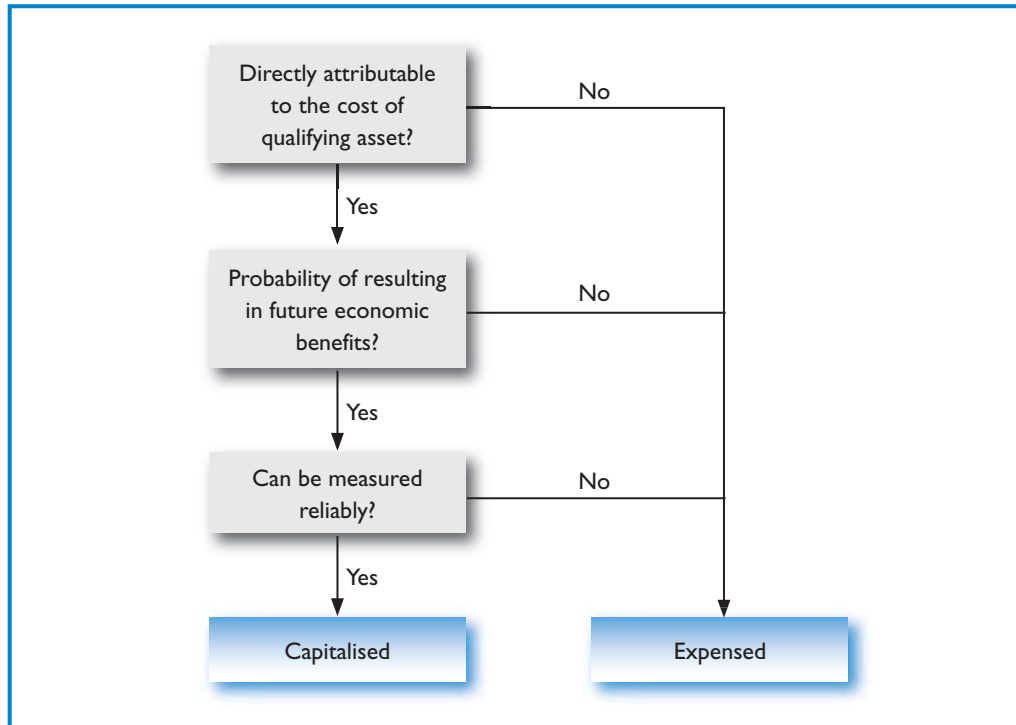 Directly attributable
to the cost of
qualifying asset?
No
Yes
Probability of resulting
in future economic
benefits?
No
Yes
Can be measured
reliably?
No
Yes
Capitalised
Expensed